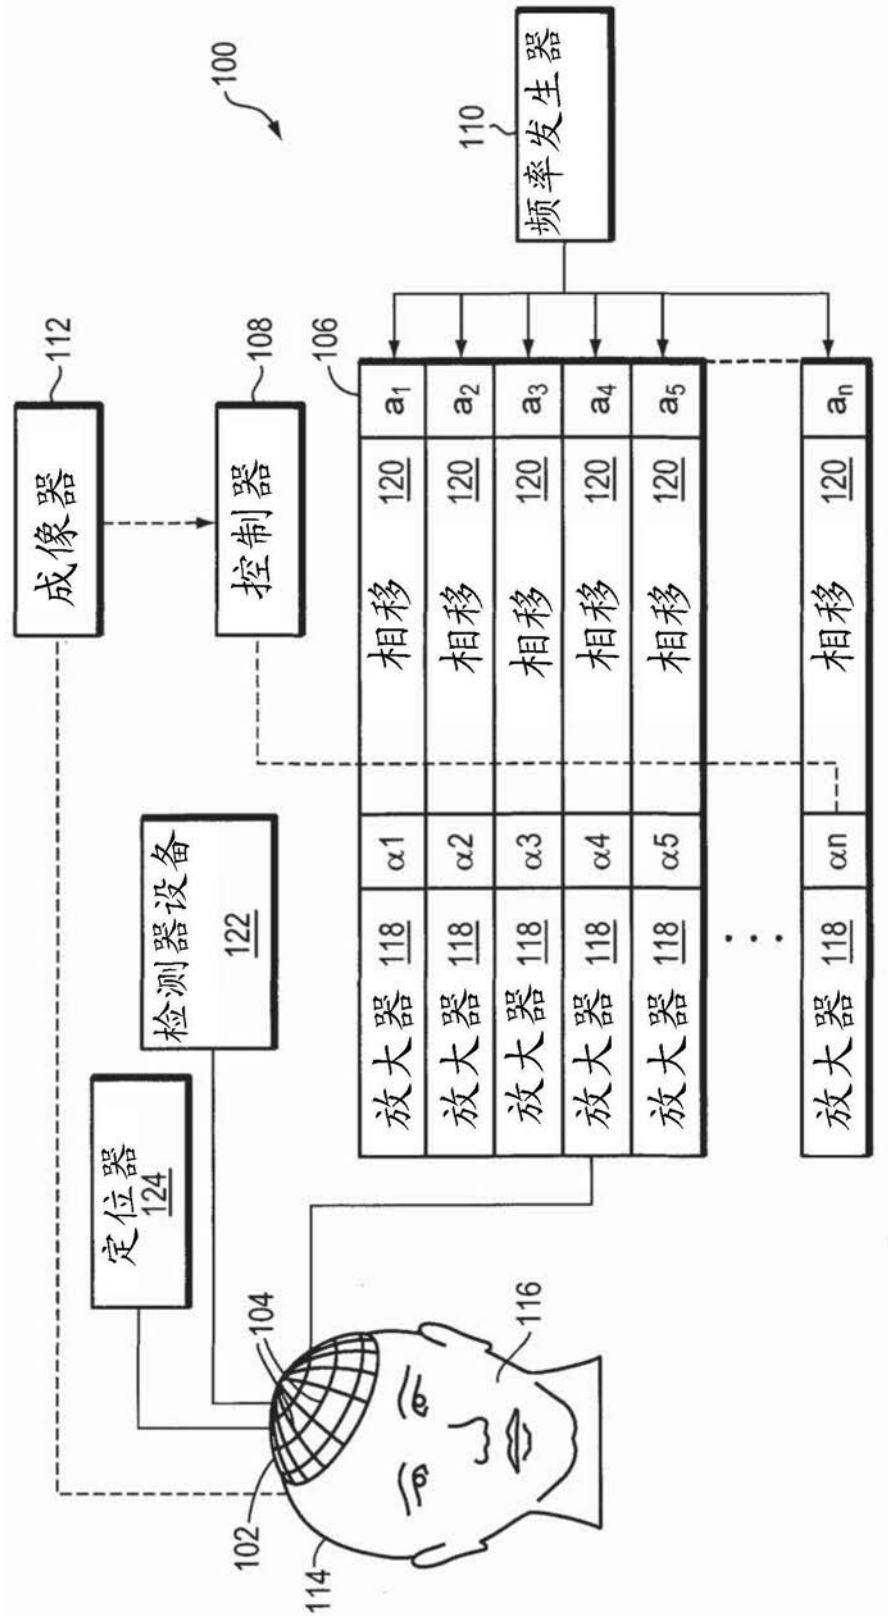 100
成像器
112
控制器
108
检测器设备
122
定位器
124
频率发生器
110
106
放大器 118 α1 相移 120 a1
放大器 118 α2 相移 120 a2
放大器 118 α3 相移 120 a3
放大器 118 α4 相移 120 a4
放大器 118 α5 相移 120 a5
...
放大器 118 αn 相移 120 an
102
104
114
116